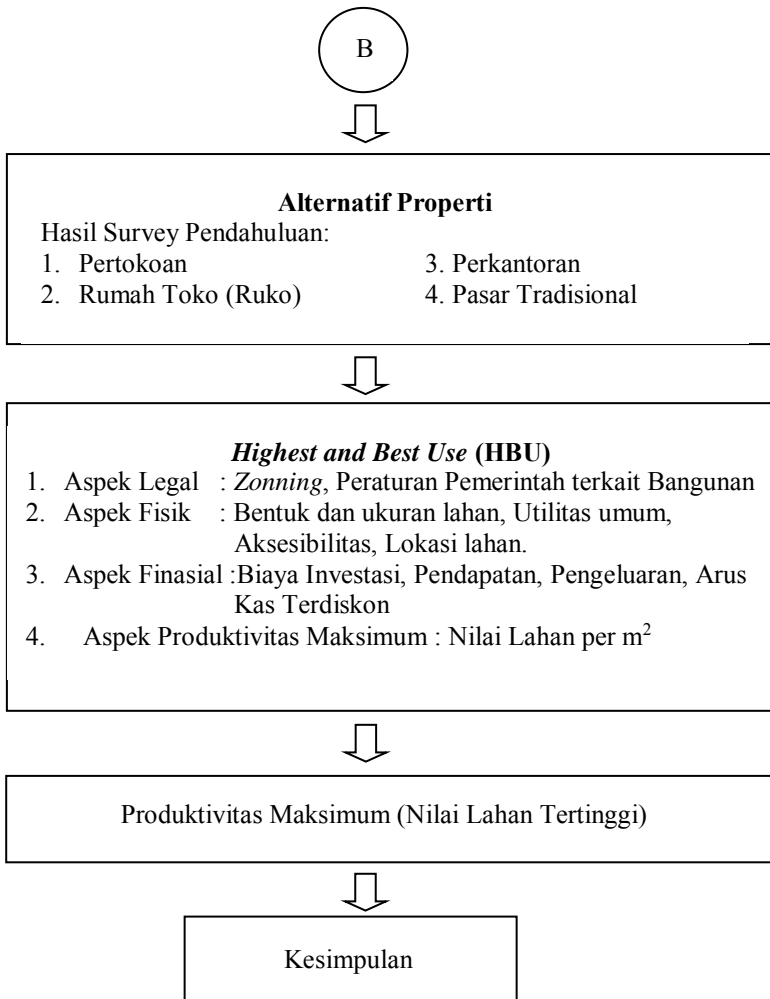 B
Alternatif Properti
Hasil Survey Pendahuluan:
1. Pertokoan 3. Perkantoran
2. Rumah Toko (Ruko) 4. Pasar Tradisional
Highest and Best Use (HBU)
1. Aspek Legal : Zonning, Peraturan Pemerintah terkait Bangunan
2. Aspek Fisik : Bentuk dan ukuran lahan, Utilitas umum,
Aksesibilitas, Lokasi lahan.
3. Aspek Finasial :Biaya Investasi, Pendapatan, Pengeluaran, Arus
Kas Terdiskon
4. Aspek Produktivitas Maksimum : Nilai Lahan per m²
Produktivitas Maksimum (Nilai Lahan Tertinggi)
Kesimpulan